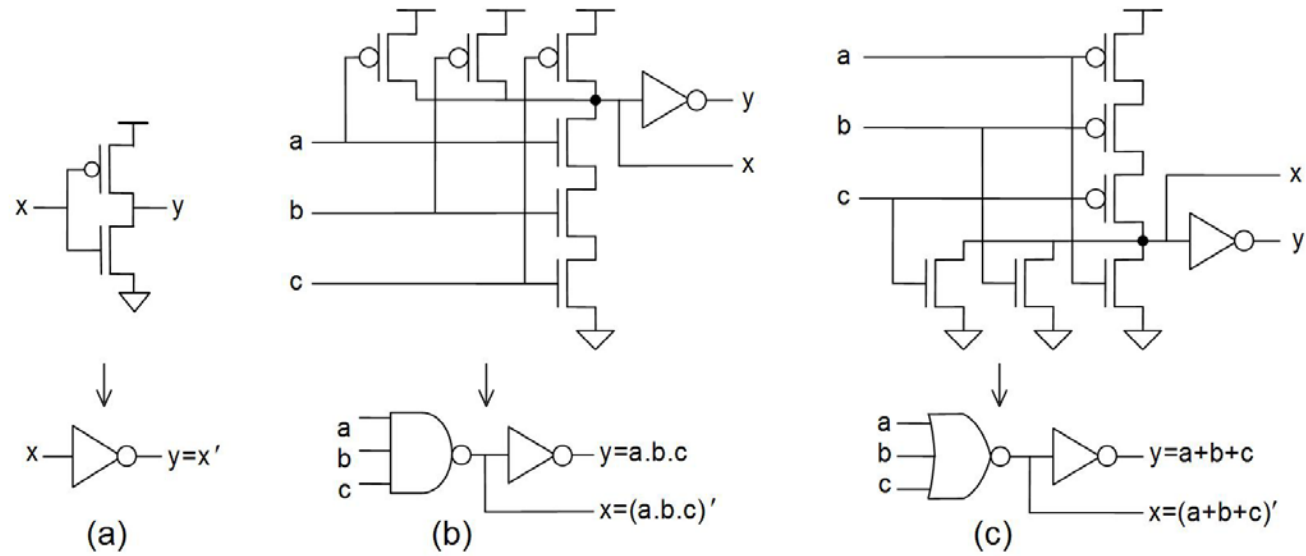 x
y
x
y=x′
(a)
a
b
c
y
x
a
b
c
y=a.b.c
x=(a.b.c)′
(b)
a
b
c
x
y
a
b
c
y=a+b+c
x=(a+b+c)′
(c)